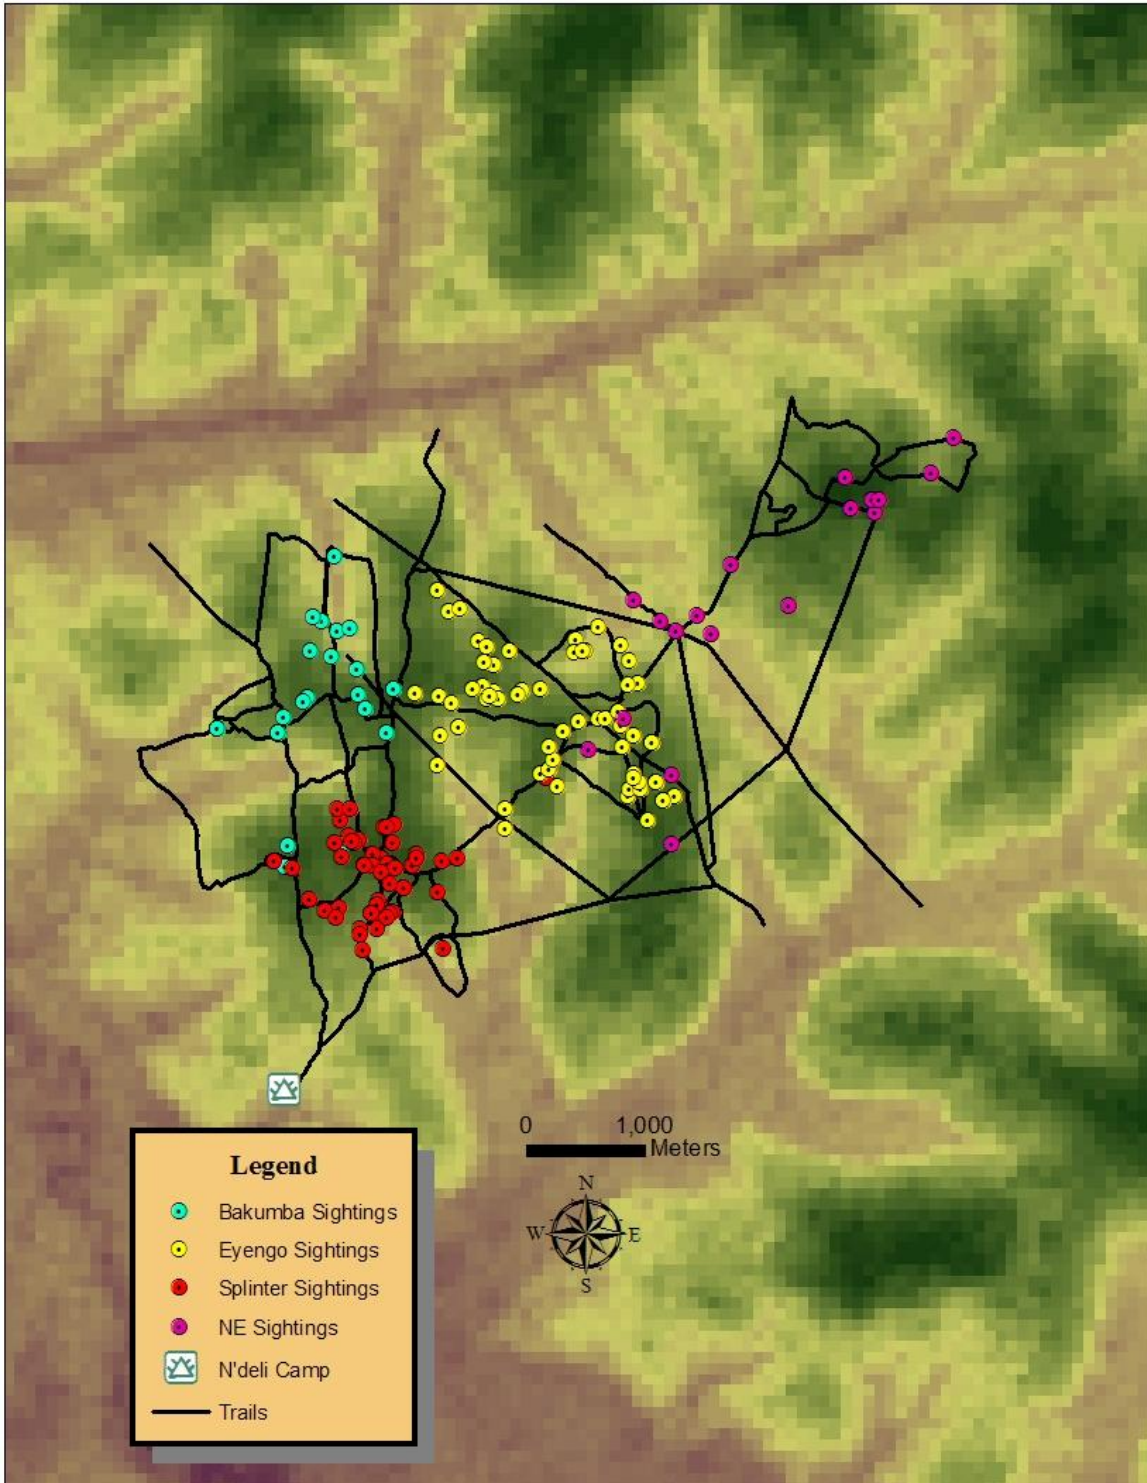 0 1,000
Meters
N
W E
S
Legend
Bakumba Sightings
Eyengo Sightings
Splinter Sightings
NE Sightings
N'deli Camp
Trails